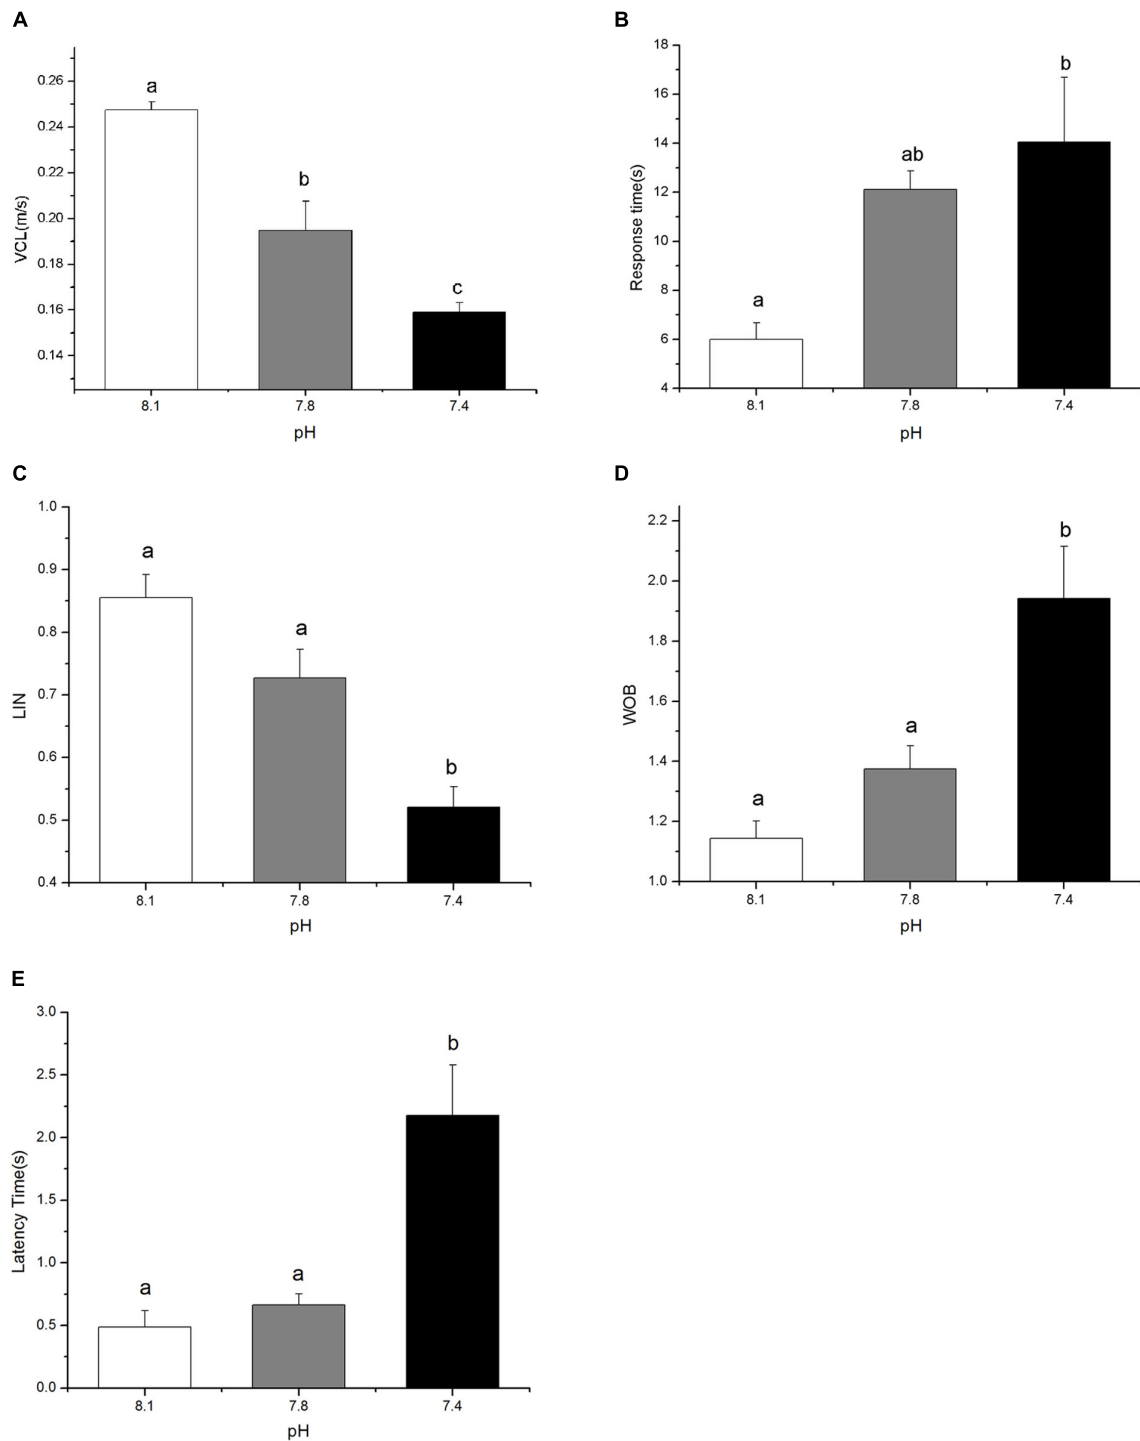 A
VCL(m/s)
0.26
0.24
0.22
0.20
0.18
0.16
0.14
a
b
c
8.1 7.8 7.4
pH
B
Response time(s)
18
16
14
12
10
8
6
4
a
ab
b
8.1 7.8 7.4
pH
C
LIN
1.0
0.9
0.8
0.7
0.6
0.5
0.4
a
a
b
8.1 7.8 7.4
pH
D
WOB
2.2
2.0
1.8
1.6
1.4
1.2
1.0
a
a
b
8.1 7.8 7.4
pH
E
Latency Time(s)
3.0
2.5
2.0
1.5
1.0
0.5
0.0
a
a
b
8.1 7.8 7.4
pH